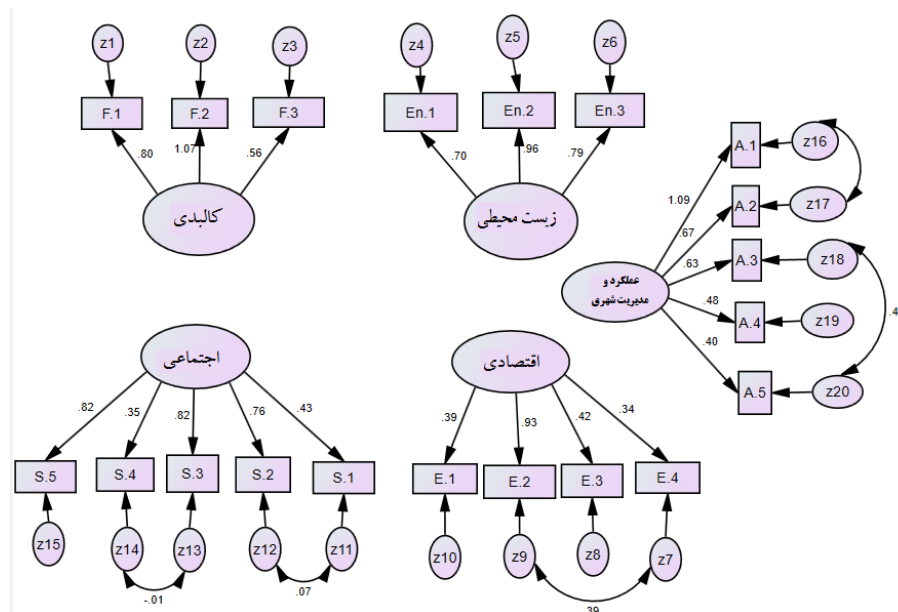 z1
z2
z3
F.1
F.2
F.3
.80
1.07
.56
کالبدی
z4
z5
z6
En.1
En.2
En.3
.70
.96
.79
زیست محیطی
A.1
z16
A.2
z17
A.3
z18
A.4
z19
A.5
z20
1.09
.67
.63
.48
.40
.4
عملکرد و
مدیریت شهری
اجتماعی
.82
.35
.82
.76
.43
S.5
S.4
S.3
S.2
S.1
z15
z14
z13
z12
z11
-.01
.07
اقتصادی
.39
.93
.42
.34
E.1
E.2
E.3
E.4
z10
z9
z8
z7
.39